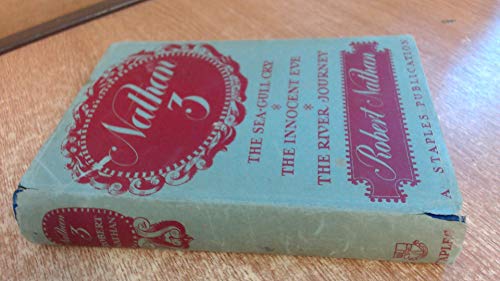 Nathan
3
THE SEA-GULL CRY
*
THE INNOCENT EVE
*
THE RIVER JOURNEY
Robert Nathan
A STAPLES PUBLICATION
Nathan
3
ROBERT
NATHAN
STAPLES